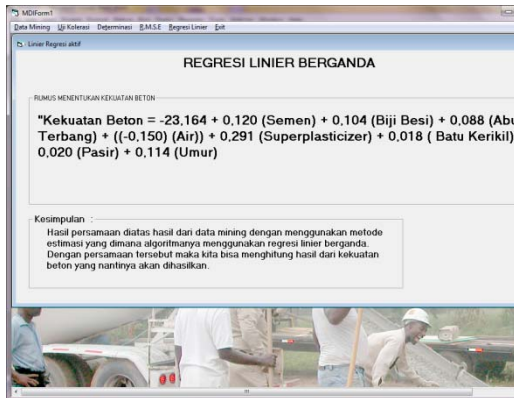 MDIForm1
Data Mining Uji Kolerasi Determinasi R.M.S.E Regresi Linier Exit
Linier Regresi aktif
REGRESI LINIER BERGANDA
RUMUS MENENTUKAN KEKUATAN BETON
"Kekuatan Beton = -23,164 + 0,120 (Semen) + 0,104 (Biji Besi) + 0,088 (Abu
Terbang) + ((-0,150) (Air)) + 0,291 (Superplasticizer) + 0,018 ( Batu Kerikil)
0,020 (Pasir) + 0,114 (Umur)
Kesimpulan :
Hasil persamaan diatas hasil dari data mining dengan menggunakan metode
estimasi yang dimana algoritmanya menggunakan regresi linier berganda.
Dengan persamaan tersebut maka kita bisa menghitung hasil dari kekuatan
beton yang nantinya akan dihasilkan.